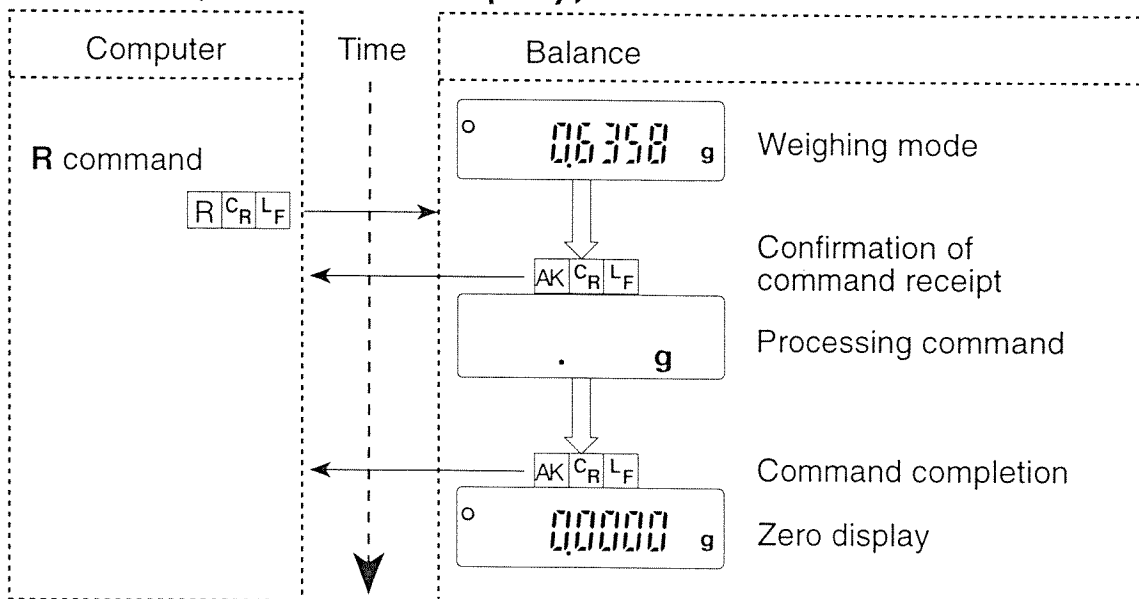 Computer Time Balance
0.6358 g Weighing mode
R command
R CR LF
Confirmation of
AK CR LF command receipt
. g Processing command
AK CR LF Command completion
0.0000 g Zero display